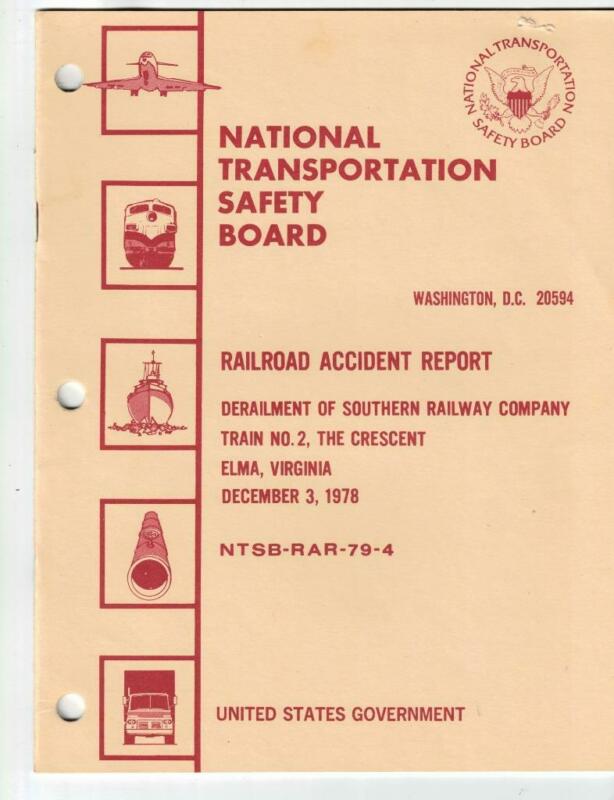 NATIONAL TRANSPORTATION
SAFETY BOARD
NATIONAL
TRANSPORTATION
SAFETY
BOARD
WASHINGTON, D.C. 20594
RAILROAD ACCIDENT REPORT
DERAILMENT OF SOUTHERN RAILWAY COMPANY
TRAIN NO. 2, THE CRESCENT
ELMA, VIRGINIA
DECEMBER 3, 1978
NTSB-RAR-79-4
UNITED STATES GOVERNMENT